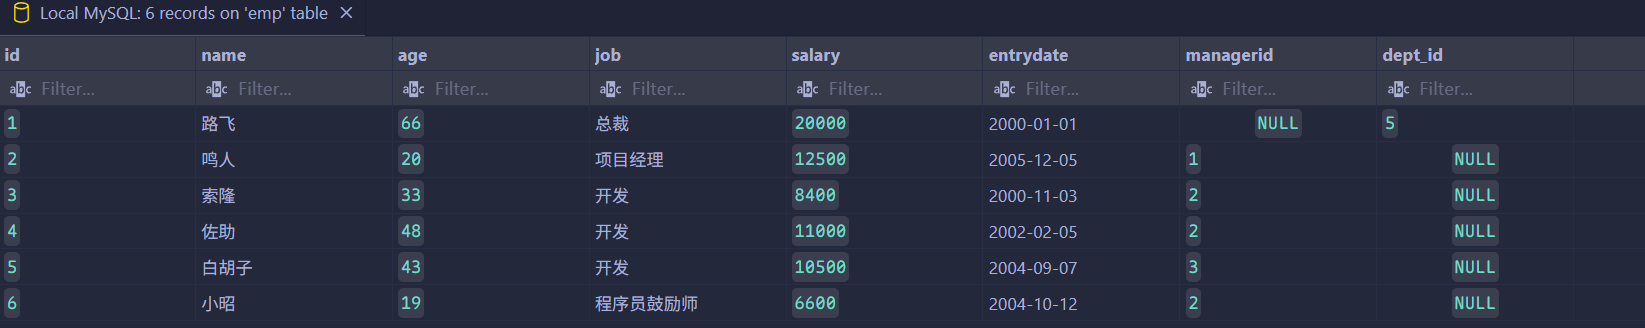 Local MySQL: 6 records on 'emp' table
id name age job salary entrydate managerid dept_id
abc Filter... abc Filter... abc Filter... abc Filter... abc Filter... abc Filter... abc Filter... abc Filter...
1 路飞 66 总裁 20000 2000-01-01 NULL 5
2 鸣人 20 项目经理 12500 2005-12-05 1 NULL
3 索隆 33 开发 8400 2000-11-03 2 NULL
4 佐助 48 开发 11000 2002-02-05 2 NULL
5 白胡子 43 开发 10500 2004-09-07 3 NULL
6 小昭 19 程序员鼓励师 6600 2004-10-12 2 NULL